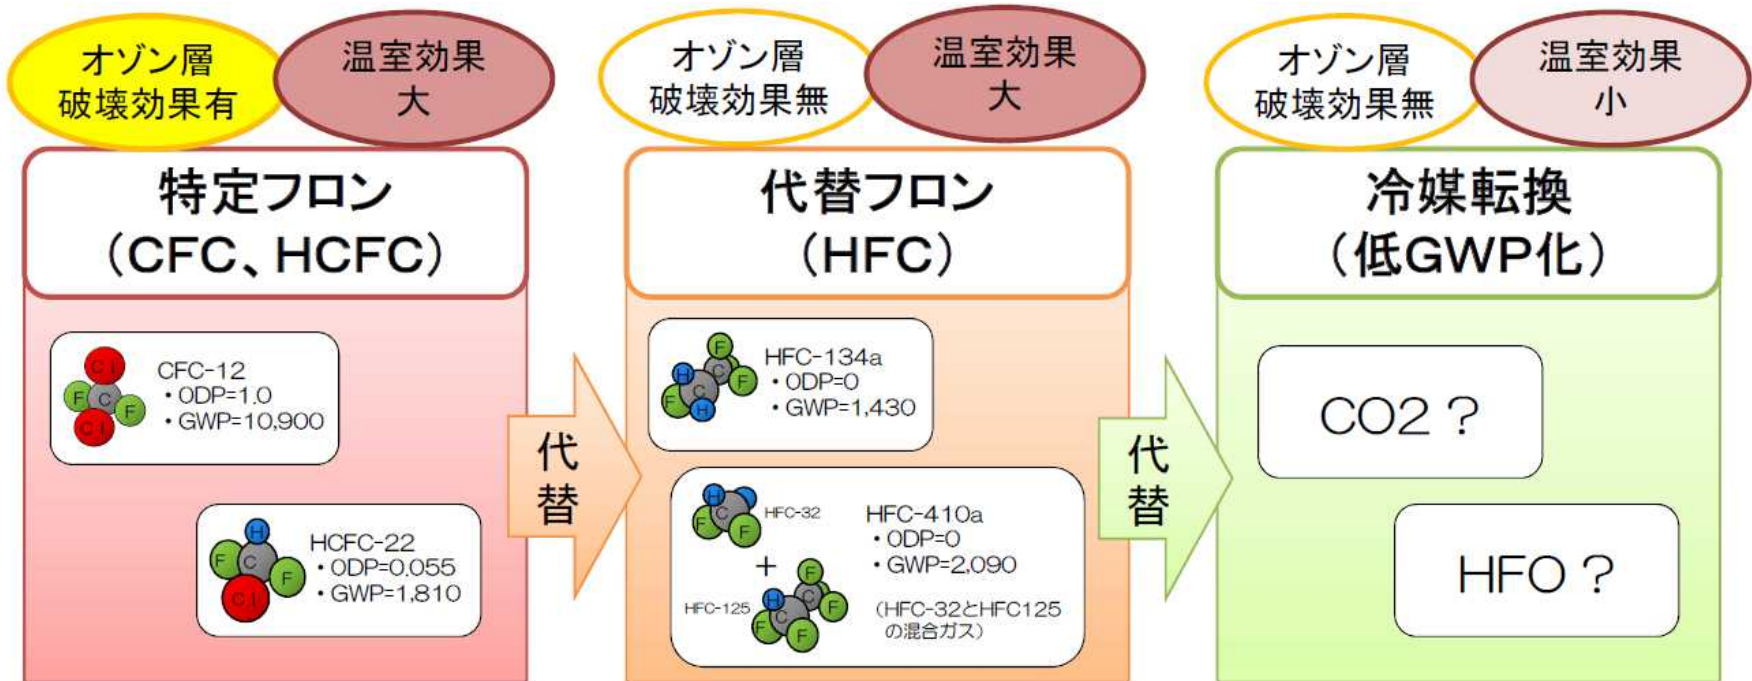 オゾン層
破壊効果有
温室効果
大
特定フロン
（CFC、HCFC）
Cl
F
C
F
Cl
CFC-12
・ODP=1.0
・GWP=10,900
H
F
C
F
Cl
HCFC-22
・ODP=0.055
・GWP=1,810
代
替
オゾン層
破壊効果無
温室効果
大
代替フロン
（HFC）
F
H
C
F
C
F
H
HFC-134a
・ODP=0
・GWP=1,430
H
C
F
F
HFC-32
+
HFC-125
F
H
C
F
C
F
F
HFC-410a
・ODP=0
・GWP=2,090
（HFC-32とHFC125
の混合ガス）
代
替
オゾン層
破壊効果無
温室効果
小
冷媒転換
（低GWP化）
CO2？
HFO？